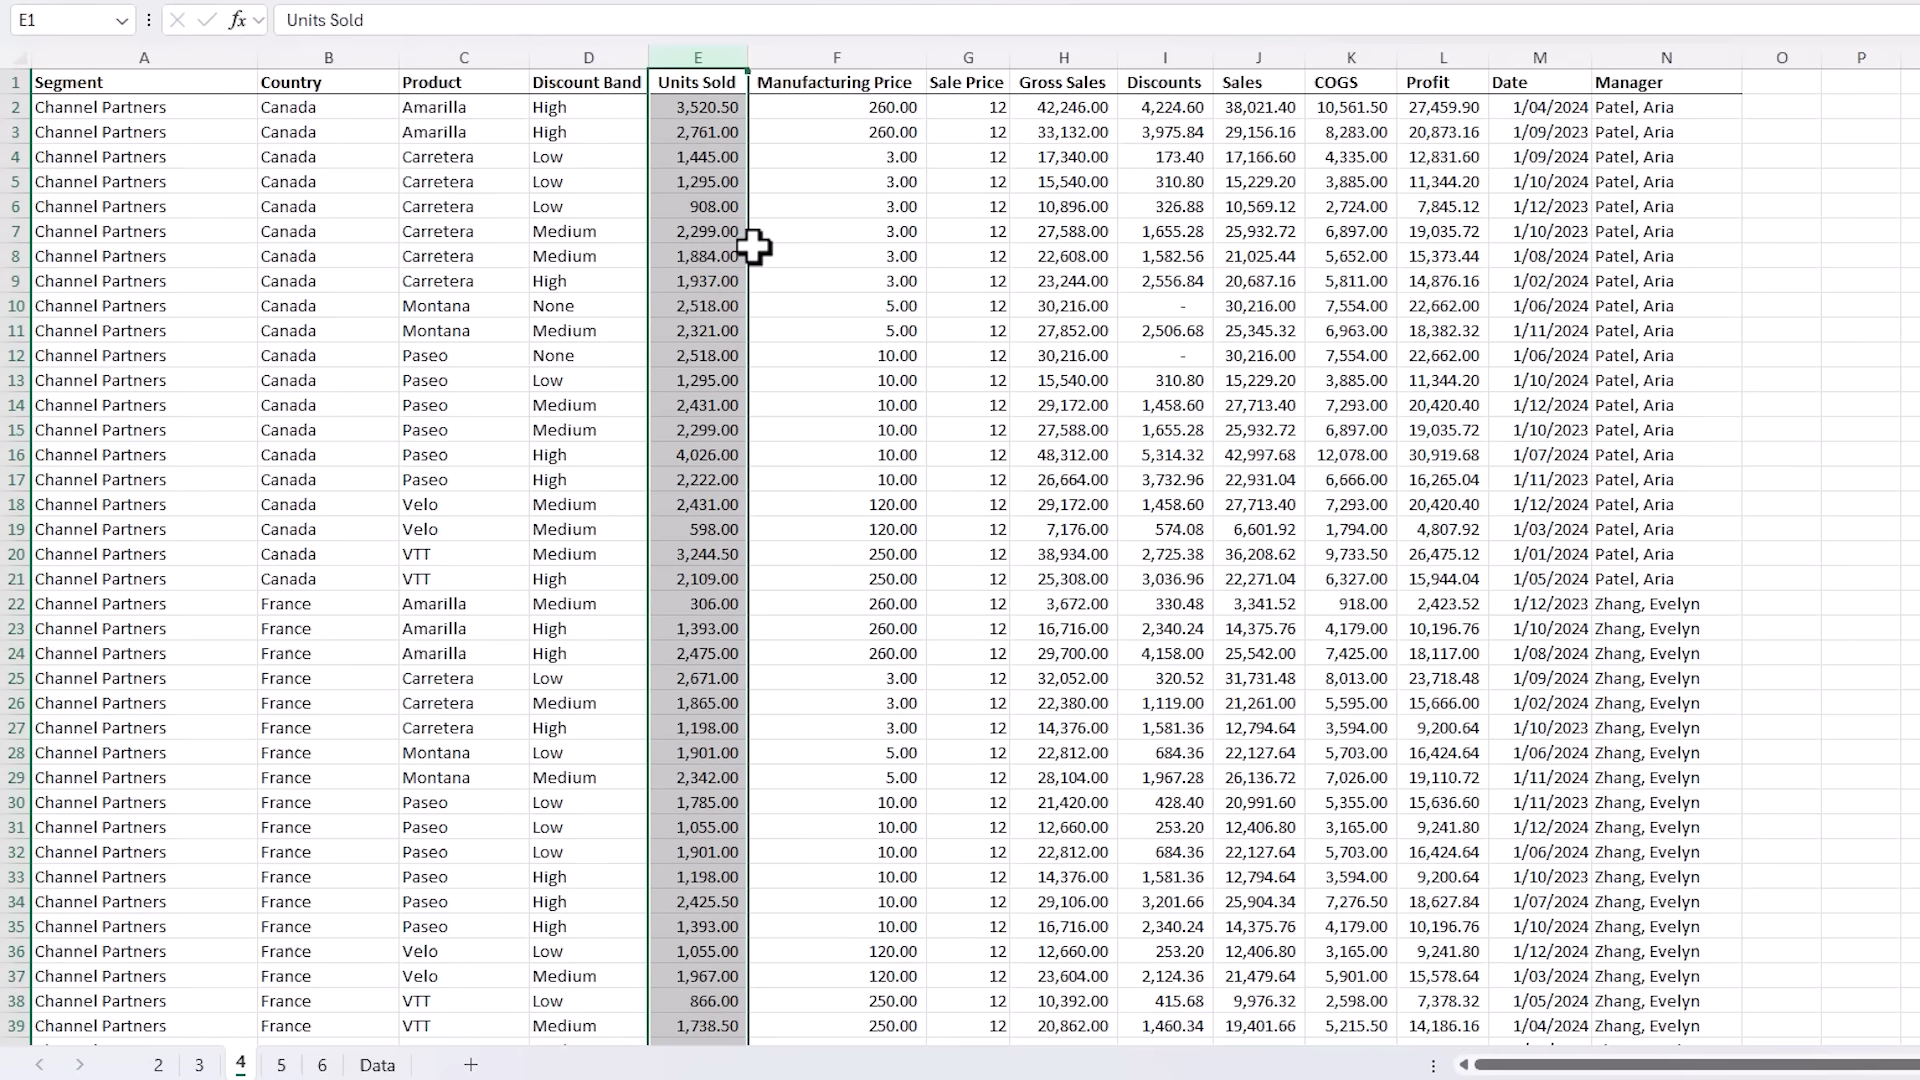 E1 fx Units Sold
A B C D E F G H I J K L M N O P
1 Segment Country Product Discount Band Units Sold Manufacturing Price Sale Price Gross Sales Discounts Sales COGS Profit Date Manager
2 Channel Partners Canada Amarilla High 3,520.50 260.00 12 42,246.00 4,224.60 38,021.40 10,561.50 27,459.90 1/04/2024 Patel, Aria
3 Channel Partners Canada Amarilla High 2,761.00 260.00 12 33,132.00 3,975.84 29,156.16 8,283.00 20,873.16 1/09/2023 Patel, Aria
4 Channel Partners Canada Carretera Low 1,445.00 3.00 12 17,340.00 173.40 17,166.60 4,335.00 12,831.60 1/09/2024 Patel, Aria
5 Channel Partners Canada Carretera Low 1,295.00 3.00 12 15,540.00 310.80 15,229.20 3,885.00 11,344.20 1/10/2024 Patel, Aria
6 Channel Partners Canada Carretera Low 908.00 3.00 12 10,896.00 326.88 10,569.12 2,724.00 7,845.12 1/12/2023 Patel, Aria
7 Channel Partners Canada Carretera Medium 2,299.00 3.00 12 27,588.00 1,655.28 25,932.72 6,897.00 19,035.72 1/10/2023 Patel, Aria
8 Channel Partners Canada Carretera Medium 1,884.00 3.00 12 22,608.00 1,582.56 21,025.44 5,652.00 15,373.44 1/08/2024 Patel, Aria
9 Channel Partners Canada Carretera High 1,937.00 3.00 12 23,244.00 2,556.84 20,687.16 5,811.00 14,876.16 1/02/2024 Patel, Aria
10 Channel Partners Canada Montana None 2,518.00 5.00 12 30,216.00 - 30,216.00 7,554.00 22,662.00 1/06/2024 Patel, Aria
11 Channel Partners Canada Montana Medium 2,321.00 5.00 12 27,852.00 2,506.68 25,345.32 6,963.00 18,382.32 1/11/2024 Patel, Aria
12 Channel Partners Canada Paseo None 2,518.00 10.00 12 30,216.00 - 30,216.00 7,554.00 22,662.00 1/06/2024 Patel, Aria
13 Channel Partners Canada Paseo Low 1,295.00 10.00 12 15,540.00 310.80 15,229.20 3,885.00 11,344.20 1/10/2024 Patel, Aria
14 Channel Partners Canada Paseo Medium 2,431.00 10.00 12 29,172.00 1,458.60 27,713.40 7,293.00 20,420.40 1/12/2024 Patel, Aria
15 Channel Partners Canada Paseo Medium 2,299.00 10.00 12 27,588.00 1,655.28 25,932.72 6,897.00 19,035.72 1/10/2023 Patel, Aria
16 Channel Partners Canada Paseo High 4,026.00 10.00 12 48,312.00 5,314.32 42,997.68 12,078.00 30,919.68 1/07/2024 Patel, Aria
17 Channel Partners Canada Paseo High 2,222.00 10.00 12 26,664.00 3,732.96 22,931.04 6,666.00 16,265.04 1/11/2023 Patel, Aria
18 Channel Partners Canada Velo Medium 2,431.00 120.00 12 29,172.00 1,458.60 27,713.40 7,293.00 20,420.40 1/12/2024 Patel, Aria
19 Channel Partners Canada Velo Medium 598.00 120.00 12 7,176.00 574.08 6,601.92 1,794.00 4,807.92 1/03/2024 Patel, Aria
20 Channel Partners Canada VTT Medium 3,244.50 250.00 12 38,934.00 2,725.38 36,208.62 9,733.50 26,475.12 1/01/2024 Patel, Aria
21 Channel Partners Canada VTT High 2,109.00 250.00 12 25,308.00 3,036.96 22,271.04 6,327.00 15,944.04 1/05/2024 Patel, Aria
22 Channel Partners France Amarilla Medium 306.00 260.00 12 3,672.00 330.48 3,341.52 918.00 2,423.52 1/12/2023 Zhang, Evelyn
23 Channel Partners France Amarilla High 1,393.00 260.00 12 16,716.00 2,340.24 14,375.76 4,179.00 10,196.76 1/10/2024 Zhang, Evelyn
24 Channel Partners France Amarilla High 2,475.00 260.00 12 29,700.00 4,158.00 25,542.00 7,425.00 18,117.00 1/08/2024 Zhang, Evelyn
25 Channel Partners France Carretera Low 2,671.00 3.00 12 32,052.00 320.52 31,731.48 8,013.00 23,718.48 1/09/2024 Zhang, Evelyn
26 Channel Partners France Carretera Medium 1,865.00 3.00 12 22,380.00 1,119.00 21,261.00 5,595.00 15,666.00 1/02/2024 Zhang, Evelyn
27 Channel Partners France Carretera High 1,198.00 3.00 12 14,376.00 1,581.36 12,794.64 3,594.00 9,200.64 1/10/2023 Zhang, Evelyn
28 Channel Partners France Montana Low 1,901.00 5.00 12 22,812.00 684.36 22,127.64 5,703.00 16,424.64 1/06/2024 Zhang, Evelyn
29 Channel Partners France Montana Medium 2,342.00 5.00 12 28,104.00 1,967.28 26,136.72 7,026.00 19,110.72 1/11/2024 Zhang, Evelyn
30 Channel Partners France Paseo Low 1,785.00 10.00 12 21,420.00 428.40 20,991.60 5,355.00 15,636.60 1/11/2023 Zhang, Evelyn
31 Channel Partners France Paseo Low 1,055.00 10.00 12 12,660.00 253.20 12,406.80 3,165.00 9,241.80 1/12/2024 Zhang, Evelyn
32 Channel Partners France Paseo Low 1,901.00 10.00 12 22,812.00 684.36 22,127.64 5,703.00 16,424.64 1/06/2024 Zhang, Evelyn
33 Channel Partners France Paseo High 1,198.00 10.00 12 14,376.00 1,581.36 12,794.64 3,594.00 9,200.64 1/10/2023 Zhang, Evelyn
34 Channel Partners France Paseo High 2,425.50 10.00 12 29,106.00 3,201.66 25,904.34 7,276.50 18,627.84 1/07/2024 Zhang, Evelyn
35 Channel Partners France Paseo High 1,393.00 10.00 12 16,716.00 2,340.24 14,375.76 4,179.00 10,196.76 1/10/2024 Zhang, Evelyn
36 Channel Partners France Velo Low 1,055.00 120.00 12 12,660.00 253.20 12,406.80 3,165.00 9,241.80 1/12/2024 Zhang, Evelyn
37 Channel Partners France Velo Medium 1,967.00 120.00 12 23,604.00 2,124.36 21,479.64 5,901.00 15,578.64 1/03/2024 Zhang, Evelyn
38 Channel Partners France VTT Low 866.00 250.00 12 10,392.00 415.68 9,976.32 2,598.00 7,378.32 1/05/2024 Zhang, Evelyn
39 Channel Partners France VTT Medium 1,738.50 250.00 12 20,862.00 1,460.34 19,401.66 5,215.50 14,186.16 1/04/2024 Zhang, Evelyn
2 3 4 5 6 Data +